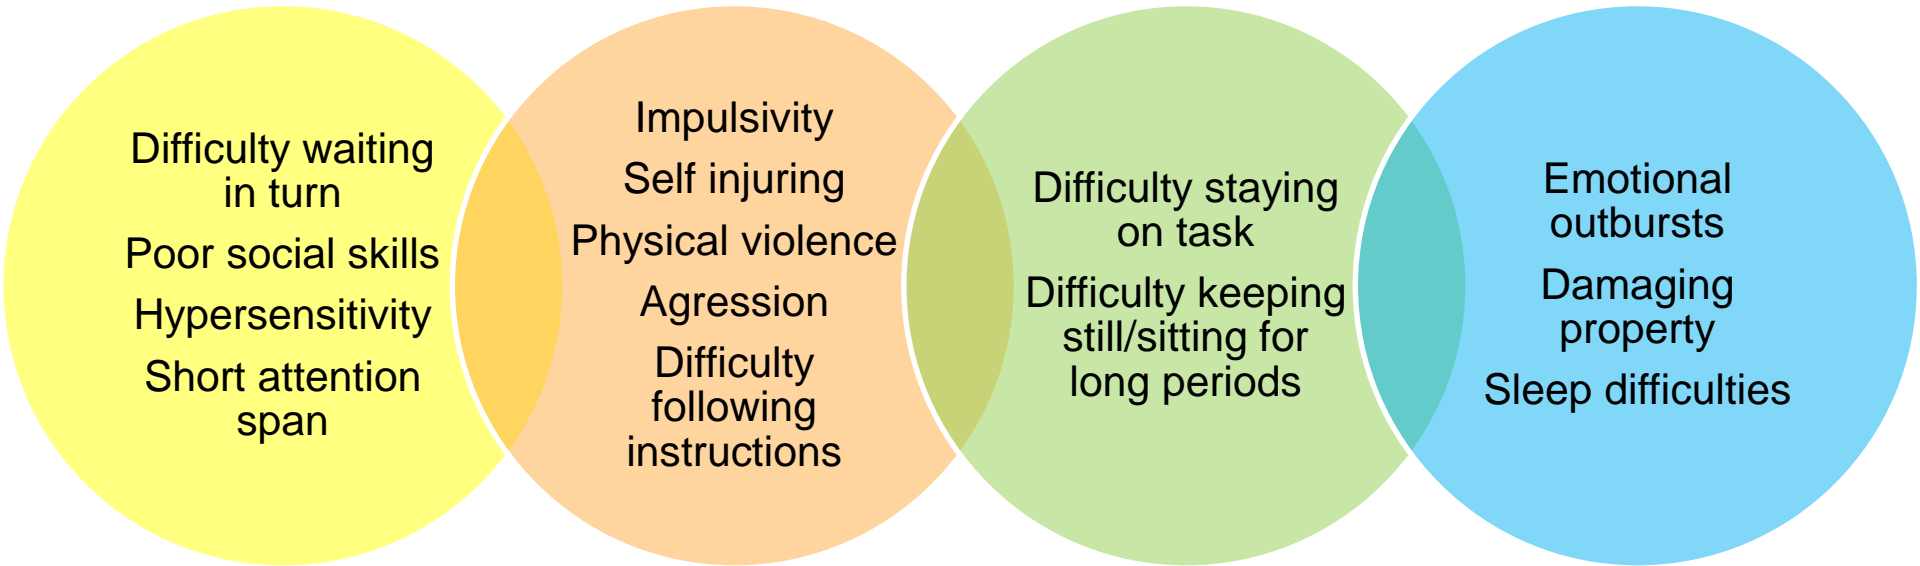 Difficulty waiting
in turn
Poor social skills
Hypersensitivity
Short attention
span
Impulsivity
Self injuring
Physical violence
Agression
Difficulty
following
instructions
Difficulty staying
on task
Difficulty keeping
still/sitting for
long periods
Emotional
outbursts
Damaging
property
Sleep difficulties